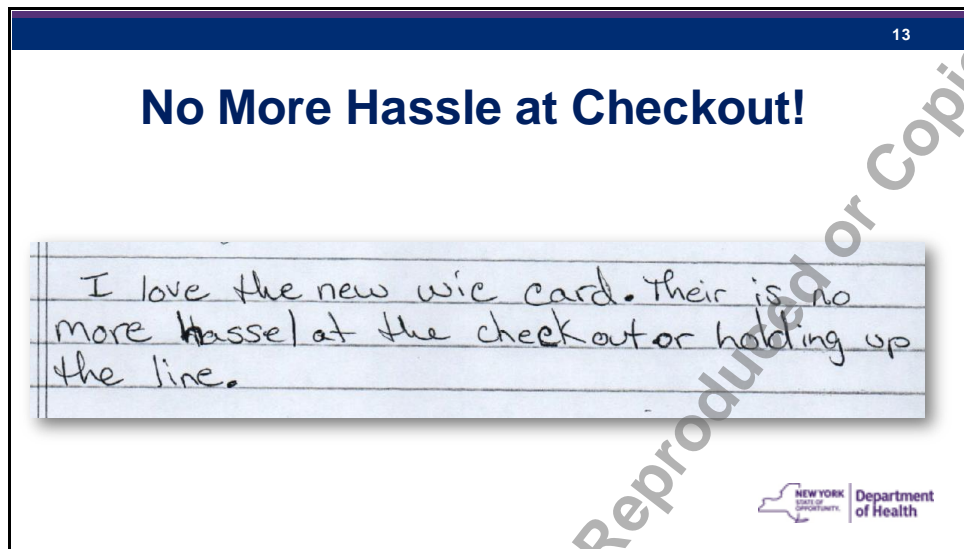 13
No More Hassle at Checkout!
I love the new wic card. Their is no
more hassel at the checkout or holding up
the line.
Reproduced or Copie
NEW YORK
STATE OF
OPPORTUNITY.
Department
of Health